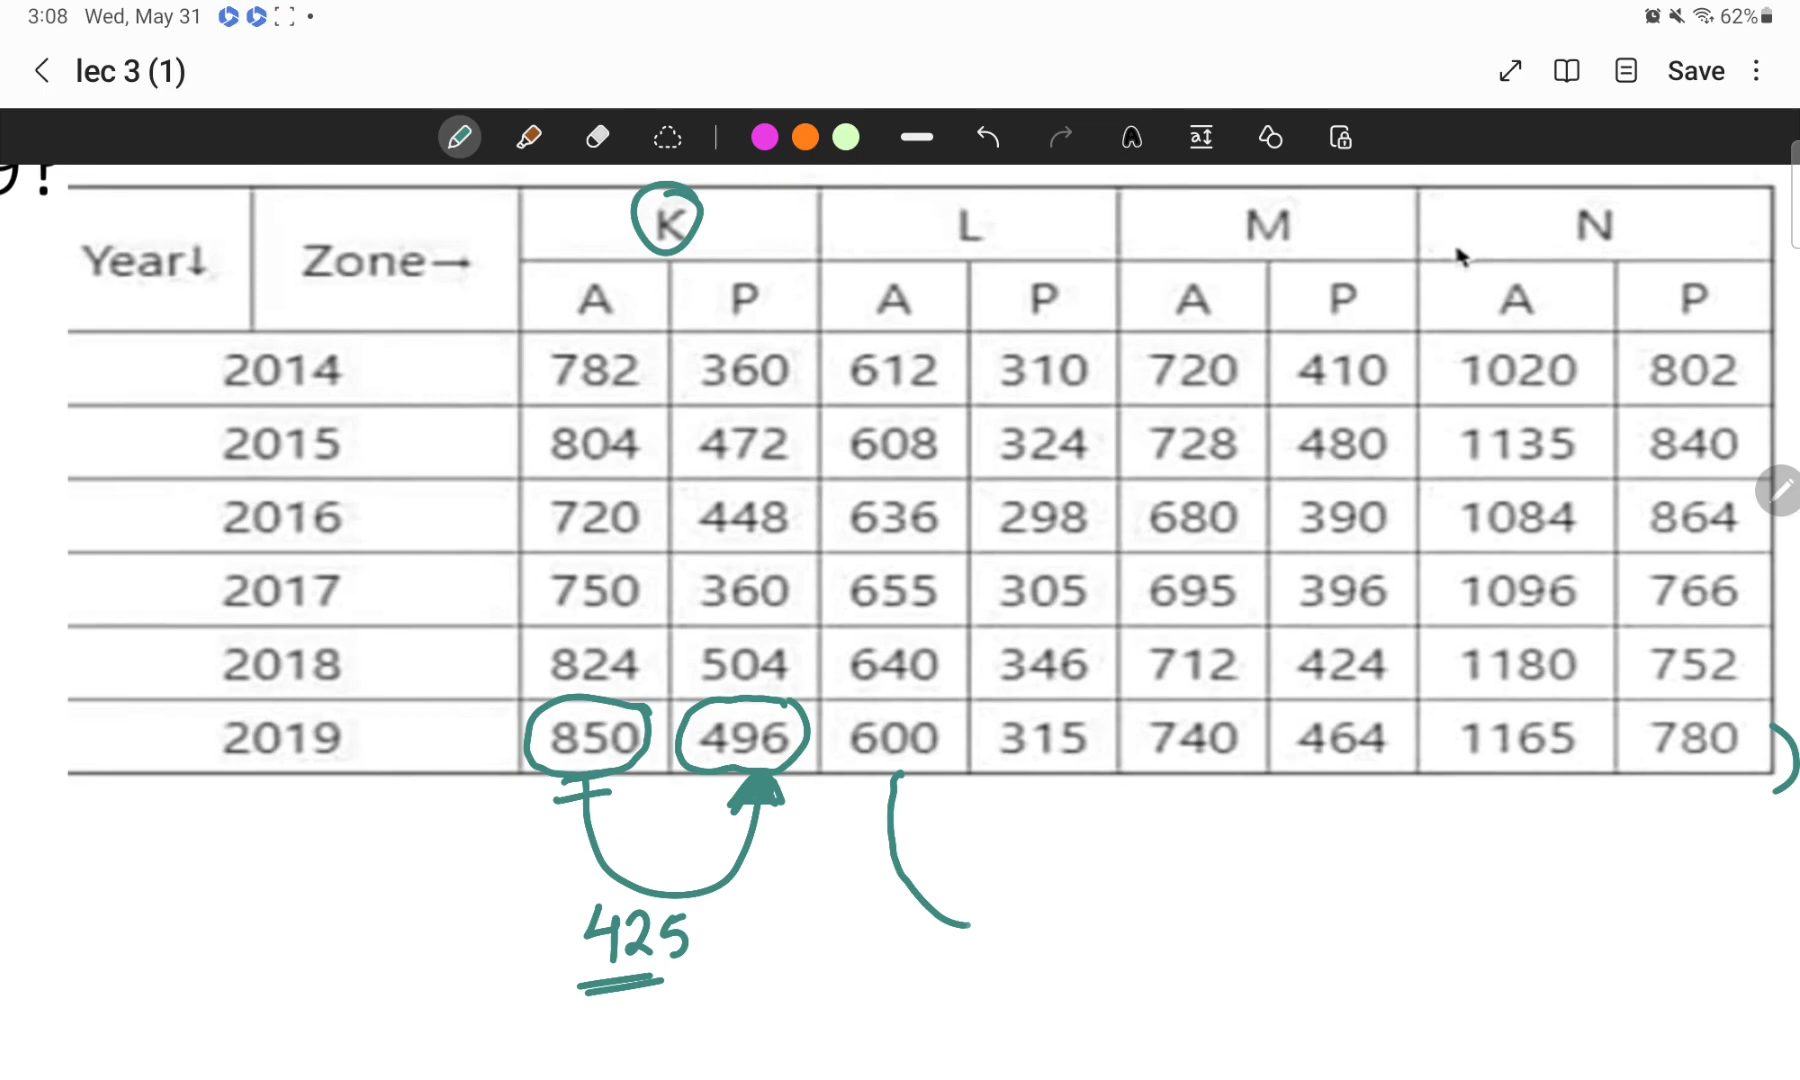 3:08 Wed, May 31
62%
lec 3 (1)
Save
Year↓ Zone→ K L M N
A P A P A P A P
2014 782 360 612 310 720 410 1020 802
2015 804 472 608 324 728 480 1135 840
2016 720 448 636 298 680 390 1084 864
2017 750 360 655 305 695 396 1096 766
2018 824 504 640 346 712 424 1180 752
2019 850 496 600 315 740 464 1165 780
425